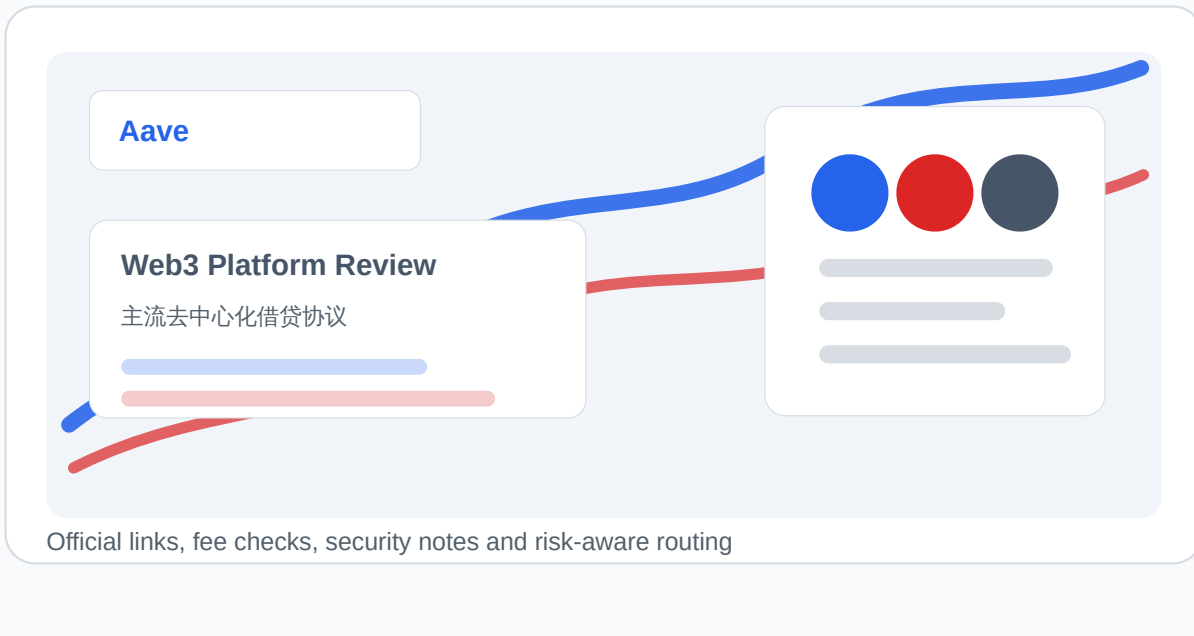 Aave
Web3 Platform Review
主流去中心化借贷协议
Official links, fee checks, security notes and risk-aware routing